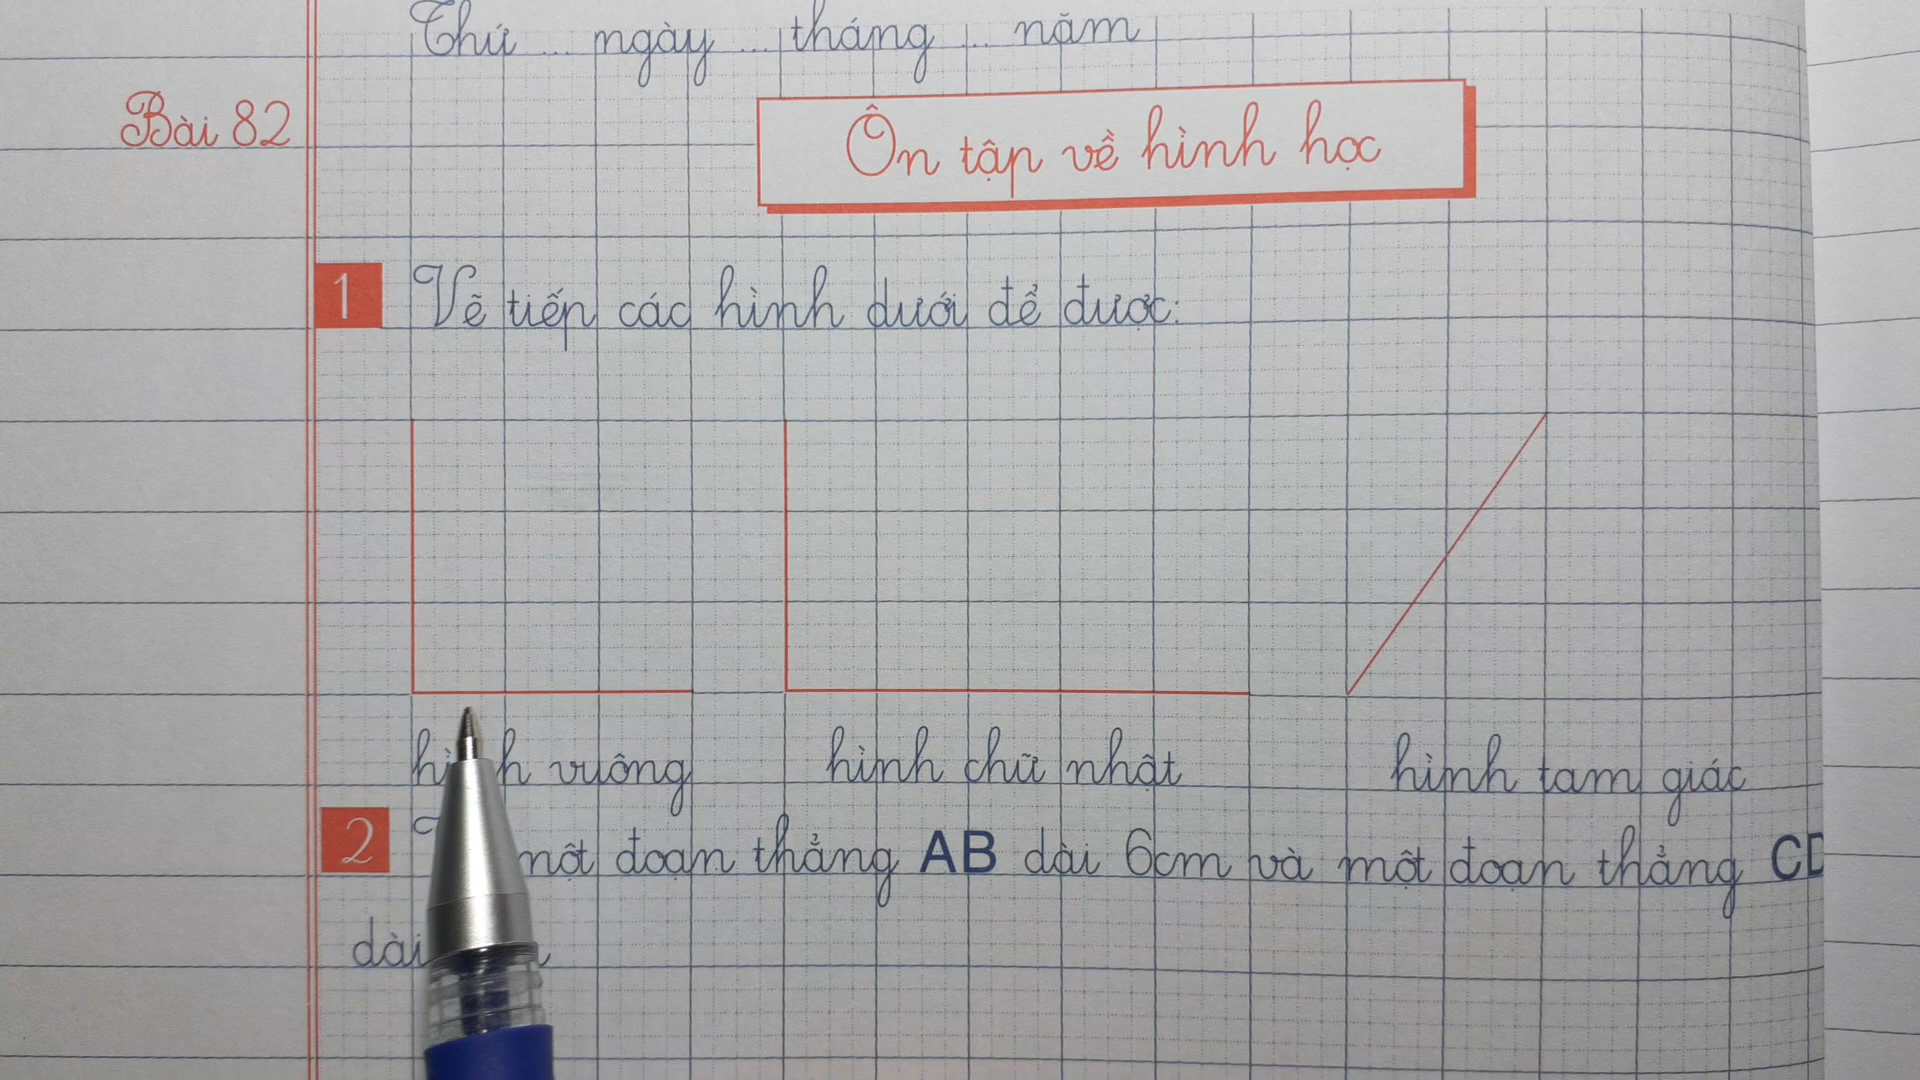 Thứ ... ngày ... tháng ... năm
Bài 82
Ôn tập về hình học
1 Vẽ tiếp các hình dưới để được:
hình vuông hình chữ nhật hình tam giác
2 một đoạn thẳng AB dài 6cm và một đoạn thẳng CD
dài